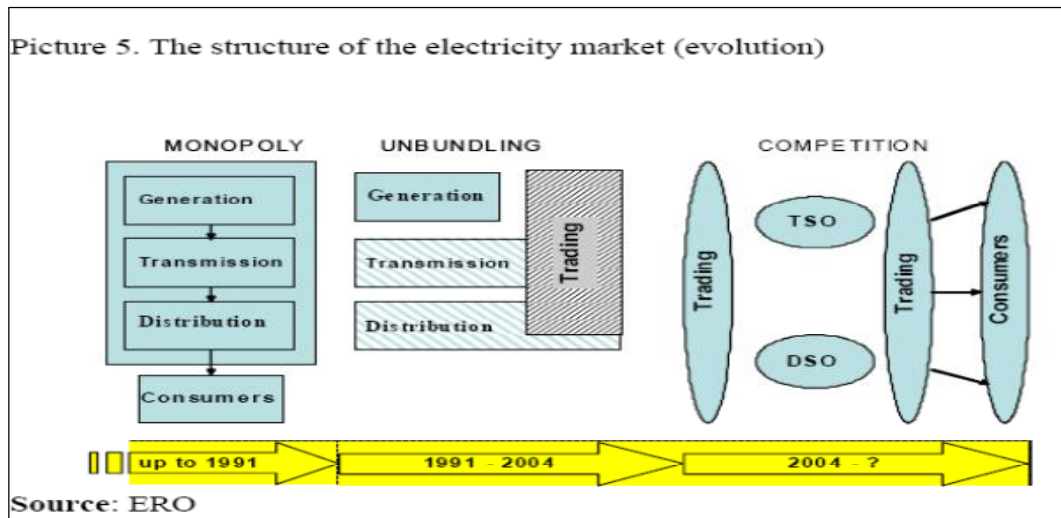 Picture 5. The structure of the electricity market (evolution)
MONOPOLY
UNBUNDLING
COMPETITION
Generation
Transmission
Distribution
Consumers
Generation
Transmission
Distribution
Trading
Trading
TSO
DSO
Trading
Consumers
up to 1991
1991 - 2004
2004 - ?
Source: ERO